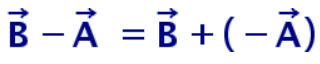 B⃗ − A⃗ = B⃗ + ( − A⃗ )